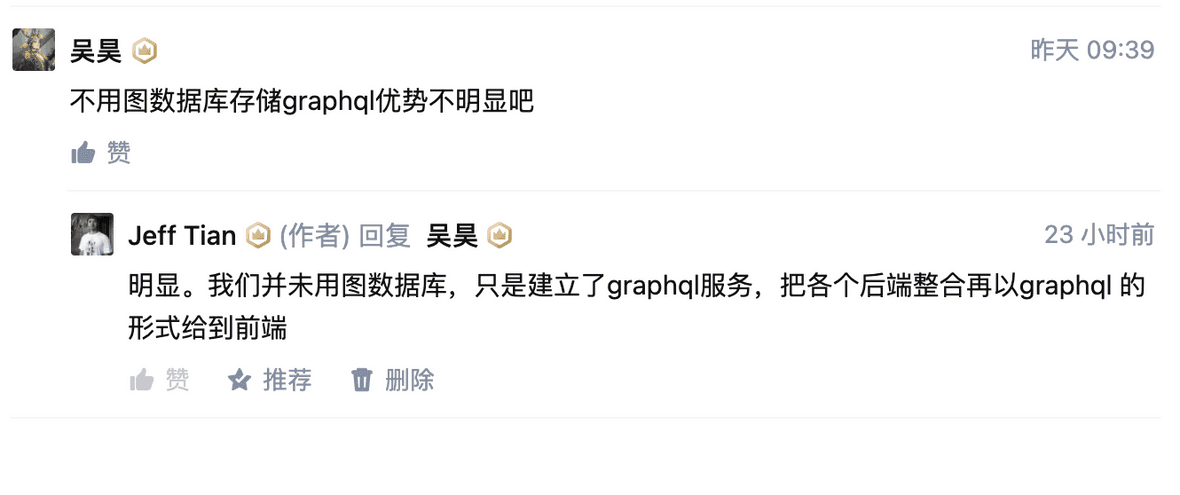 吴昊 昨天 09:39
不用图数据库存储graphql优势不明显吧
赞
Jeff Tian (作者) 回复 吴昊 23 小时前
明显。我们并未用图数据库，只是建立了graphql服务，把各个后端整合再以graphql 的
形式给到前端
赞 推荐 删除